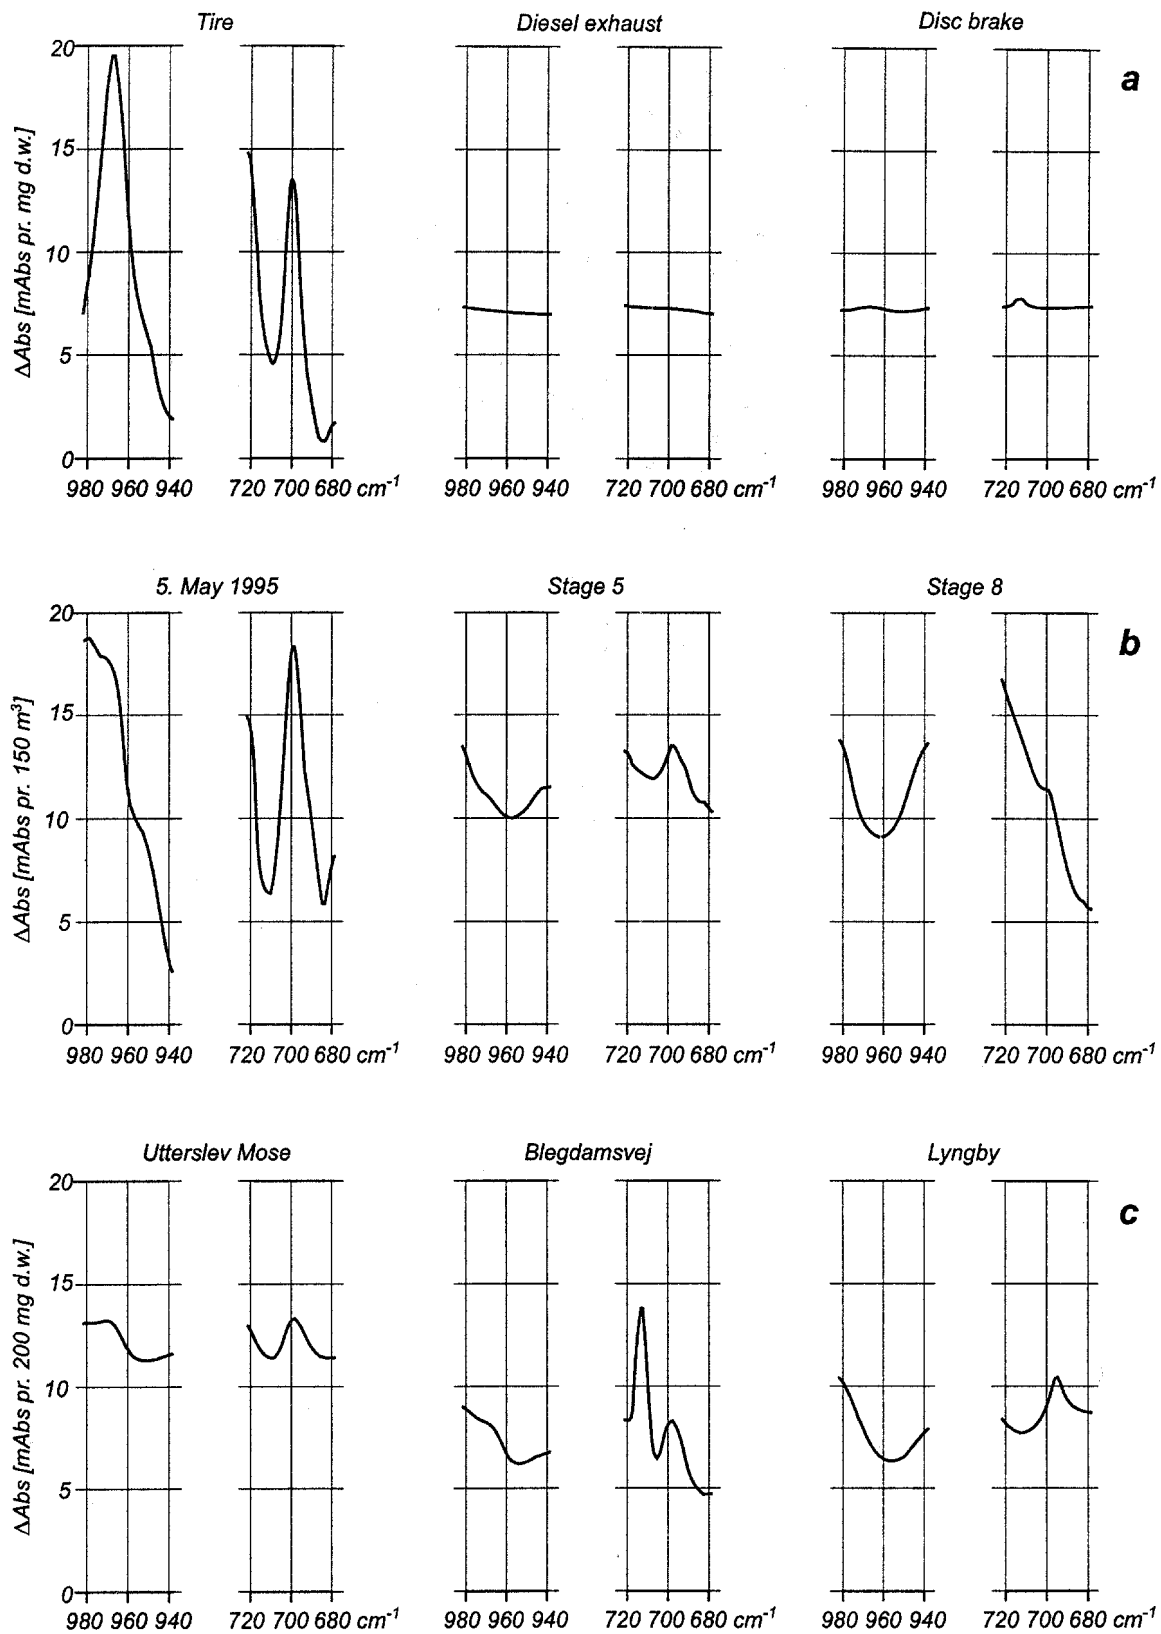 Tire Diesel exhaust Disc brake
a
ΔAbs [mAbs pr. mg d.w.]
20
15
10
5
0
980 960 940 720 700 680 cm-1 980 960 940 720 700 680 cm-1 980 960 940 720 700 680 cm-1
5. May 1995 Stage 5 Stage 8
b
ΔAbs [mAbs pr. 150 m³]
20
15
10
5
0
980 960 940 720 700 680 cm-1 980 960 940 720 700 680 cm-1 980 960 940 720 700 680 cm-1
Utterslev Mose Blegdamsvej Lyngby
c
ΔAbs [mAbs pr. 200 mg d.w.]
20
15
10
5
0
980 960 940 720 700 680 cm-1 980 960 940 720 700 680 cm-1 980 960 940 720 700 680 cm-1